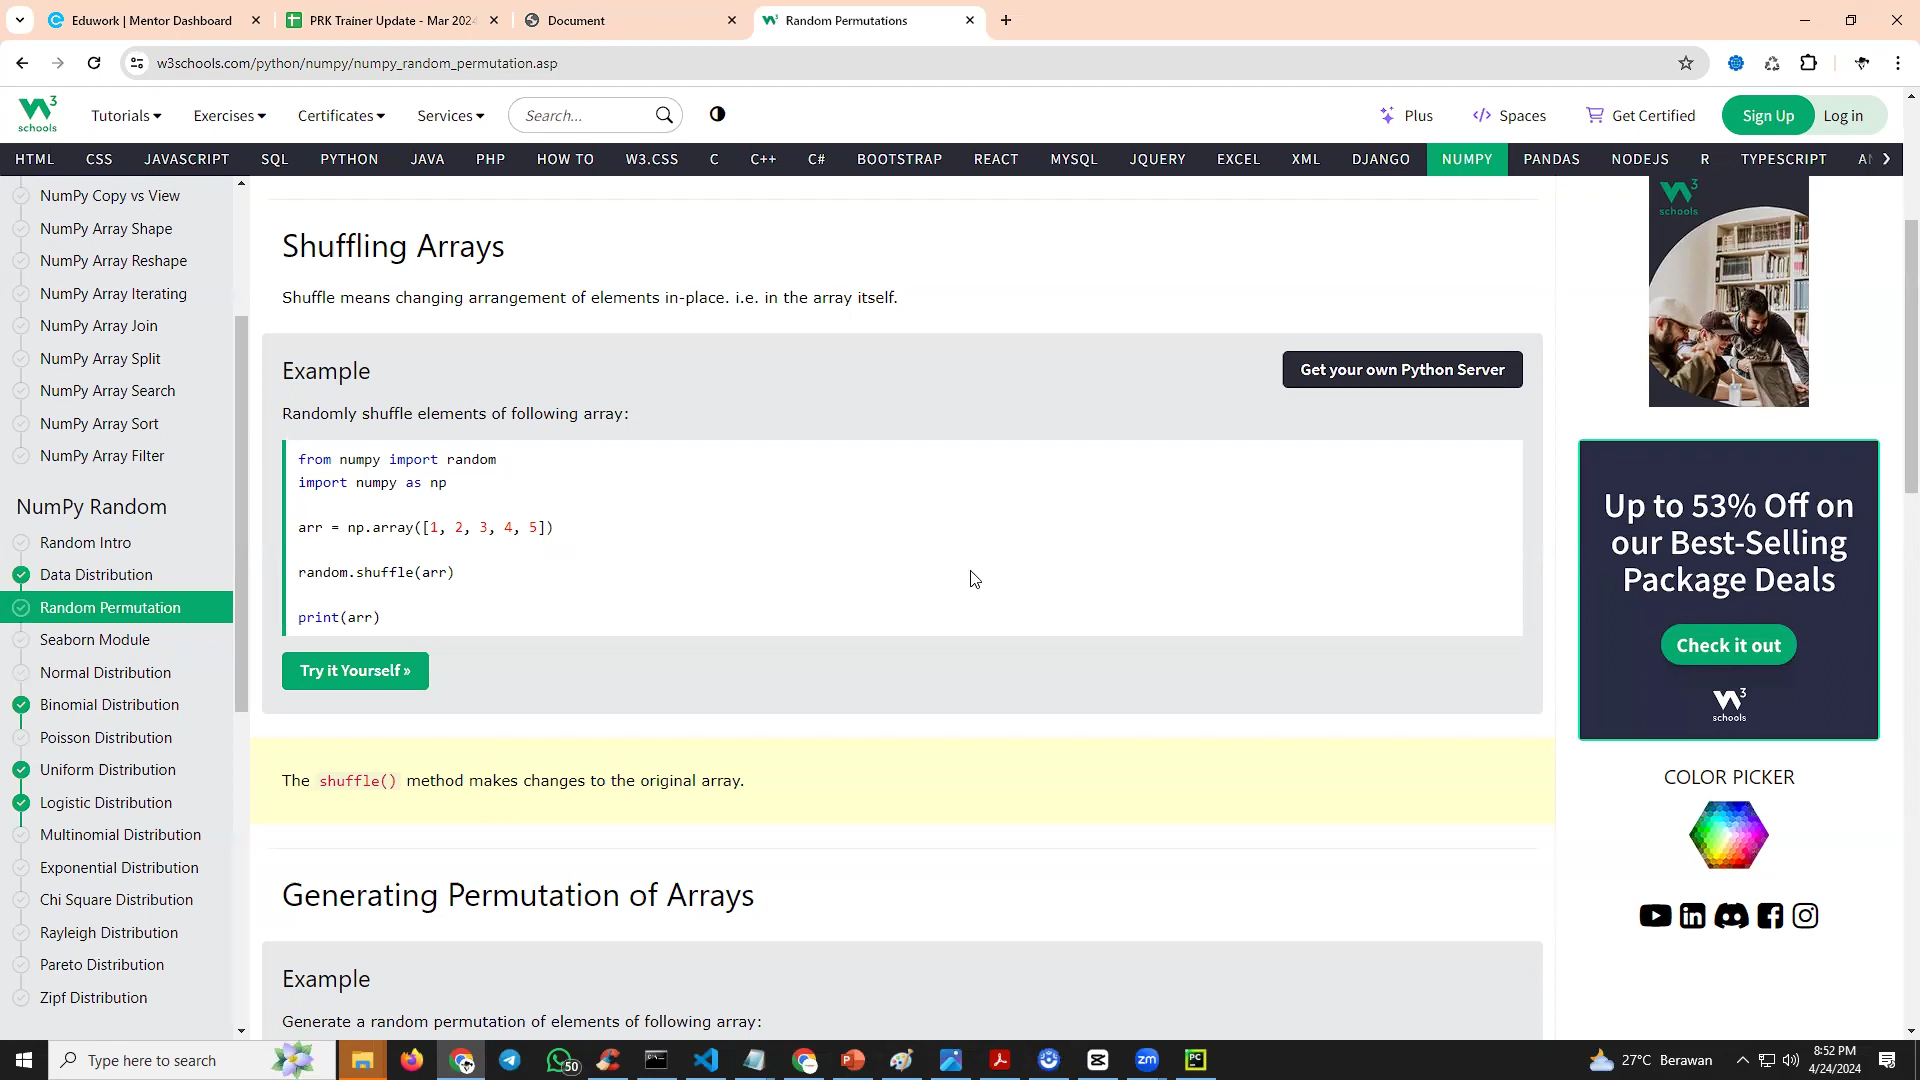 Eduwork | Mentor Dashboard
PRK Trainer Update - Mar 2024
Document
Random Permutations
w3schools.com/python/numpy/numpy_random_permutation.asp
W3
schools
Tutorials
Exercises
Certificates
Services
Search...
Plus
Spaces
Get Certified
Sign Up
Log in
HTML CSS JAVASCRIPT SQL PYTHON JAVA PHP HOW TO W3.CSS C C++ C# BOOTSTRAP REACT MYSQL JQUERY EXCEL XML DJANGO NUMPY PANDAS NODEJS R TYPESCRIPT
NumPy Copy vs View
NumPy Array Shape
NumPy Array Reshape
NumPy Array Iterating
NumPy Array Join
NumPy Array Split
NumPy Array Search
NumPy Array Sort
NumPy Array Filter
NumPy Random
Random Intro
Data Distribution
Random Permutation
Seaborn Module
Normal Distribution
Binomial Distribution
Poisson Distribution
Uniform Distribution
Logistic Distribution
Multinomial Distribution
Exponential Distribution
Chi Square Distribution
Rayleigh Distribution
Pareto Distribution
Zipf Distribution
Shuffling Arrays
Shuffle means changing arrangement of elements in-place. i.e. in the array itself.
Example
Get your own Python Server
Randomly shuffle elements of following array:
from numpy import random
import numpy as np
arr = np.array([1, 2, 3, 4, 5])
random.shuffle(arr)
print(arr)
Try it Yourself »
The shuffle() method makes changes to the original array.
Generating Permutation of Arrays
Example
Generate a random permutation of elements of following array:
W3
schools
Up to 53% Off on
our Best-Selling
Package Deals
Check it out
W3
schools
COLOR PICKER
Type here to search
50
zm
PC
27°C Berawan
8:52 PM
4/24/2024